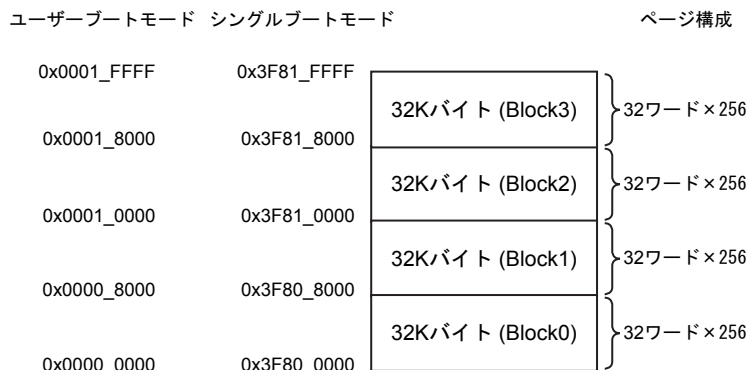 ユーザーブートモード シングルブートモード ページ構成
0x0001_FFFF 0x3F81_FFFF
32Kバイト (Block3) 32ワード×256
0x0001_8000 0x3F81_8000
32Kバイト (Block2) 32ワード×256
0x0001_0000 0x3F81_0000
32Kバイト (Block1) 32ワード×256
0x0000_8000 0x3F80_8000
32Kバイト (Block0) 32ワード×256
0x0000_0000 0x3F80_0000